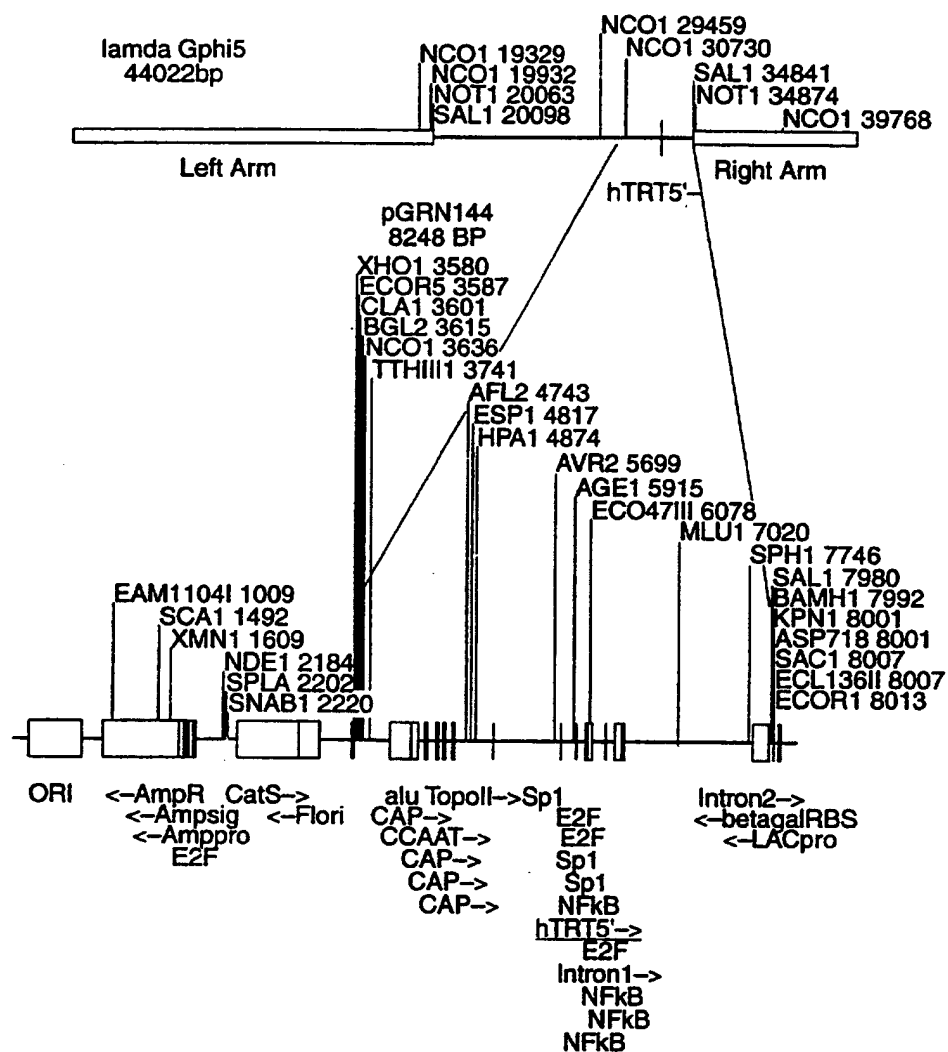 lamda Gphi5
44022bp
NCO1 19329
NCO1 19932
NOT1 20063
SAL1 20098
NCO1 29459
NCO1 30730
SAL1 34841
NOT1 34874
NCO1 39768
Left Arm
Right Arm
hTRT5'
pGRN144
8248 BP
XHO1 3580
ECOR5 3587
CLA1 3601
BGL2 3615
NCO1 3636
TTHIII1 3741
AFL2 4743
ESP1 4817
HPA1 4874
AVR2 5699
AGE1 5915
ECO47III 6078
MLU1 7020
SPH1 7746
SAL1 7980
BAMH1 7992
KPN1 8001
ASP718 8001
SAC1 8007
ECL136II 8007
ECOR1 8013
EAM1104I 1009
SCA1 1492
XMN1 1609
NDE1 2184
SPLA 2202
SNAB1 2220
ORI
<-AmpR
<-Ampsig
<-Amppro
E2F
CatS->
<-Flori
alu TopoII->Sp1
CAP->
CCAAT->
CAP->
CAP->
CAP->
E2F
E2F
Sp1
Sp1
NFkB
hTRT5'->
E2F
Intron1->
NFkB
NFkB
NFkB
Intron2->
<-betagalRBS
<-LACpro